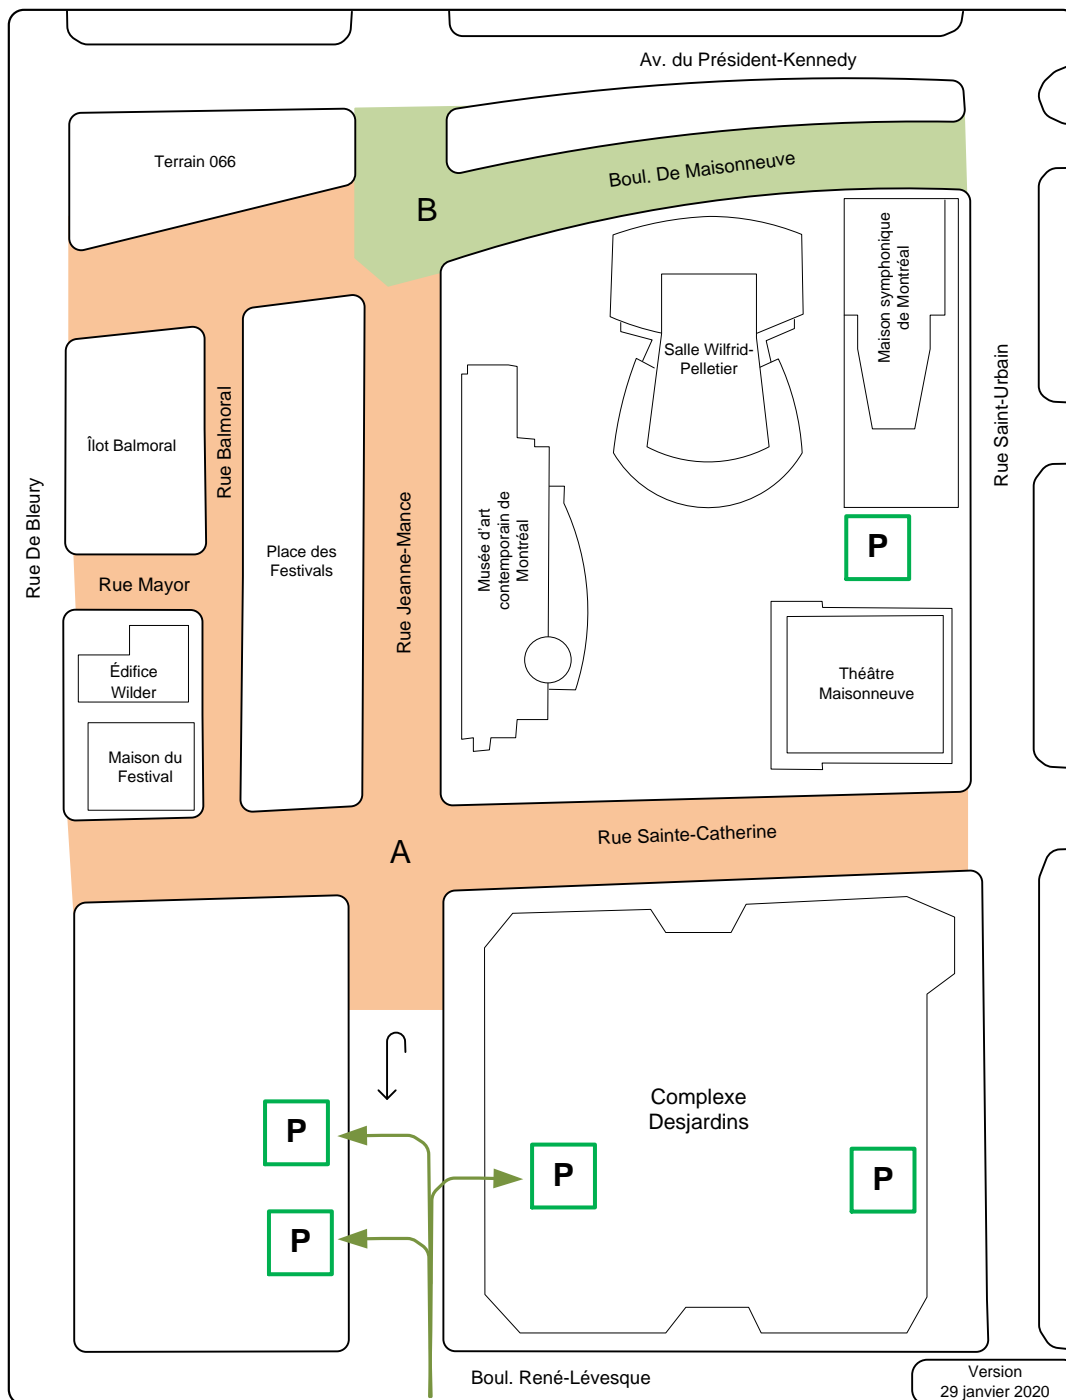 Av. du Président-Kennedy
Terrain 066
Boul. De Maisonneuve
B
Maison symphonique
de Montréal
Salle Wilfrid-
Pelletier
Rue Saint-Urbain
Îlot Balmoral
Rue Balmoral
Rue De Bleury
Place des
Festivals
Rue Jeanne-Mance
Musée d'art
contemporain de
Montréal
P
Rue Mayor
Édifice
Wilder
Théâtre
Maisonneuve
Maison du
Festival
A
Rue Sainte-Catherine
Complexe
Desjardins
P
P
P
P
Boul. René-Lévesque
Version
29 janvier 2020